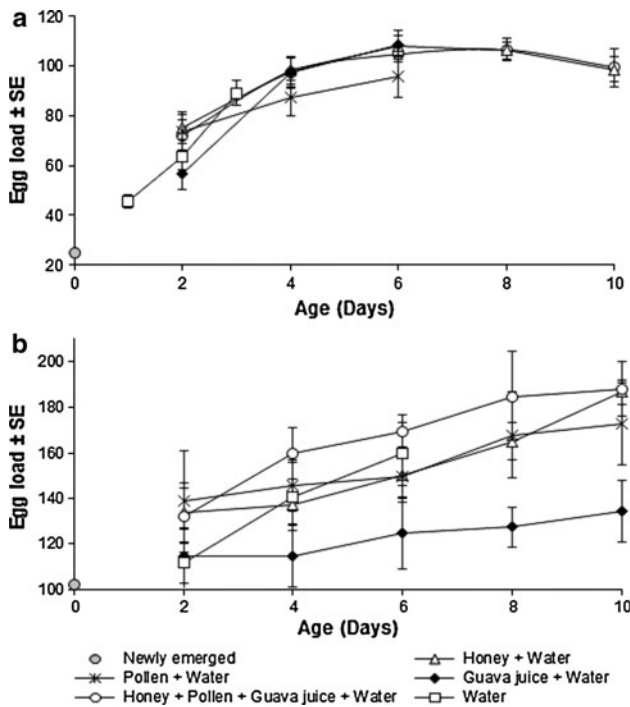 a
Egg load ± SE
120
100
80
60
40
20
0 2 4 6 8 10
Age (Days)
b
Egg load ± SE
200
180
160
140
120
100
0 2 4 6 8 10
Age (Days)
Newly emerged
Honey + Water
Pollen + Water
Guava juice + Water
Honey + Pollen + Guava juice + Water
Water